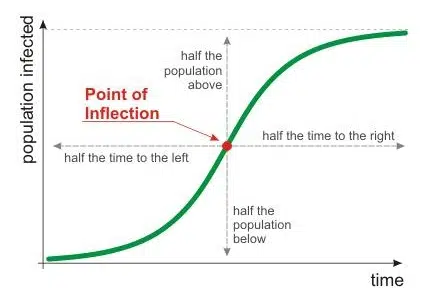 population infected
half the
population
above
Point of
Inflection
half the time to the right
half the time to the left
half the
population
below
time